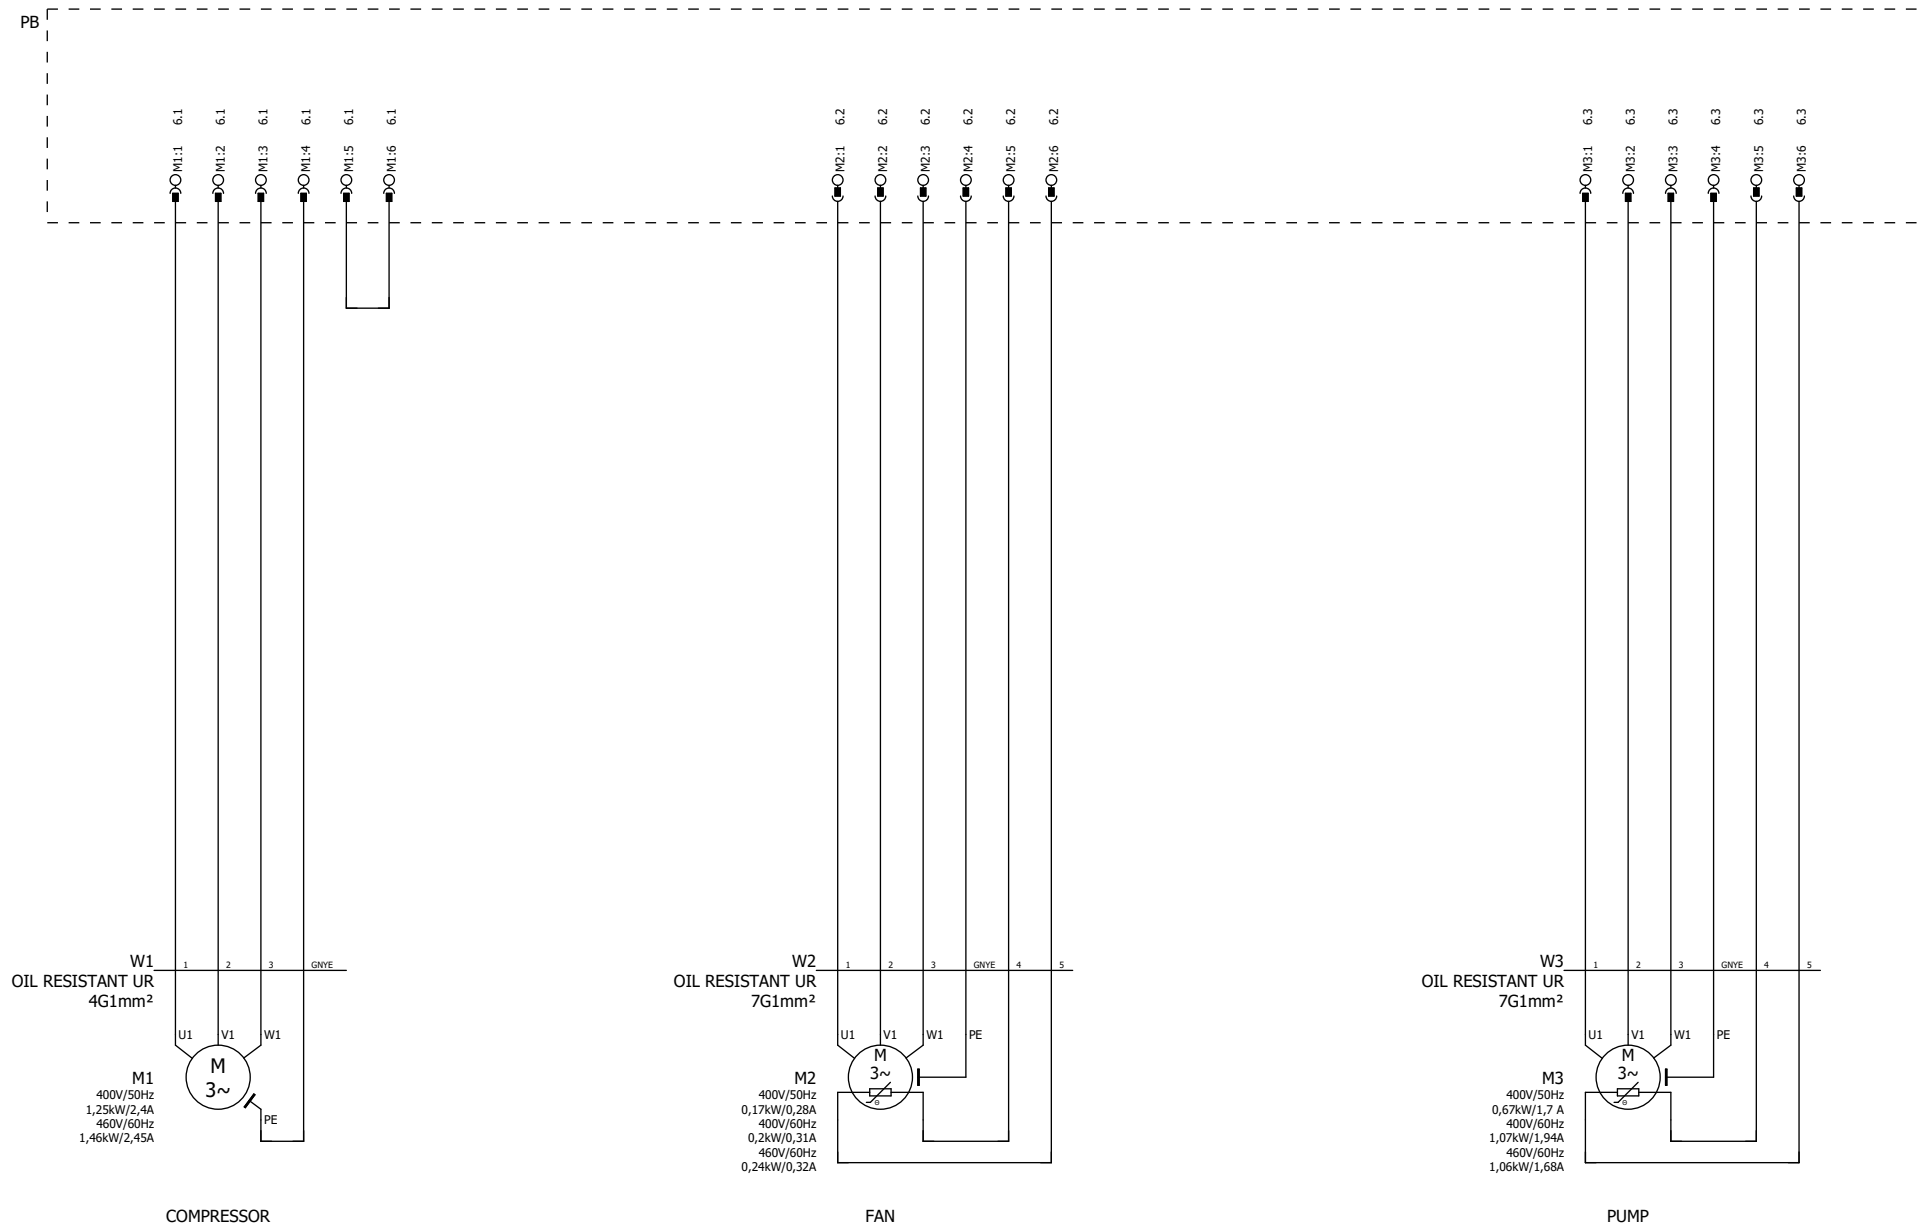 PB
6.1 6.1 6.1 6.1 6.1 6.1
M1:1 M1:2 M1:3 M1:4 M1:5 M1:6
6.2 6.2 6.2 6.2 6.2 6.2
M2:1 M2:2 M2:3 M2:4 M2:5 M2:6
6.3 6.3 6.3 6.3 6.3 6.3
M3:1 M3:2 M3:3 M3:4 M3:5 M3:6
W1 1 2 3 GNYE
OIL RESISTANT UR
4G1mm²
U1 V1 W1
M
3~
PE
M1
400V/50Hz
1,25kW/2,4A
460V/60Hz
1,46kW/2,45A
COMPRESSOR
W2 1 2 3 GNYE 4 5
OIL RESISTANT UR
7G1mm²
U1 V1 W1 PE
M
3~
θ
M2
400V/50Hz
0,17kW/0,28A
400V/60Hz
0,2kW/0,31A
460V/60Hz
0,24kW/0,32A
FAN
W3 1 2 3 GNYE 4 5
OIL RESISTANT UR
7G1mm²
U1 V1 W1 PE
M
3~
θ
M3
400V/50Hz
0,67kW/1,7 A
400V/60Hz
1,07kW/1,94A
460V/60Hz
1,06kW/1,68A
PUMP